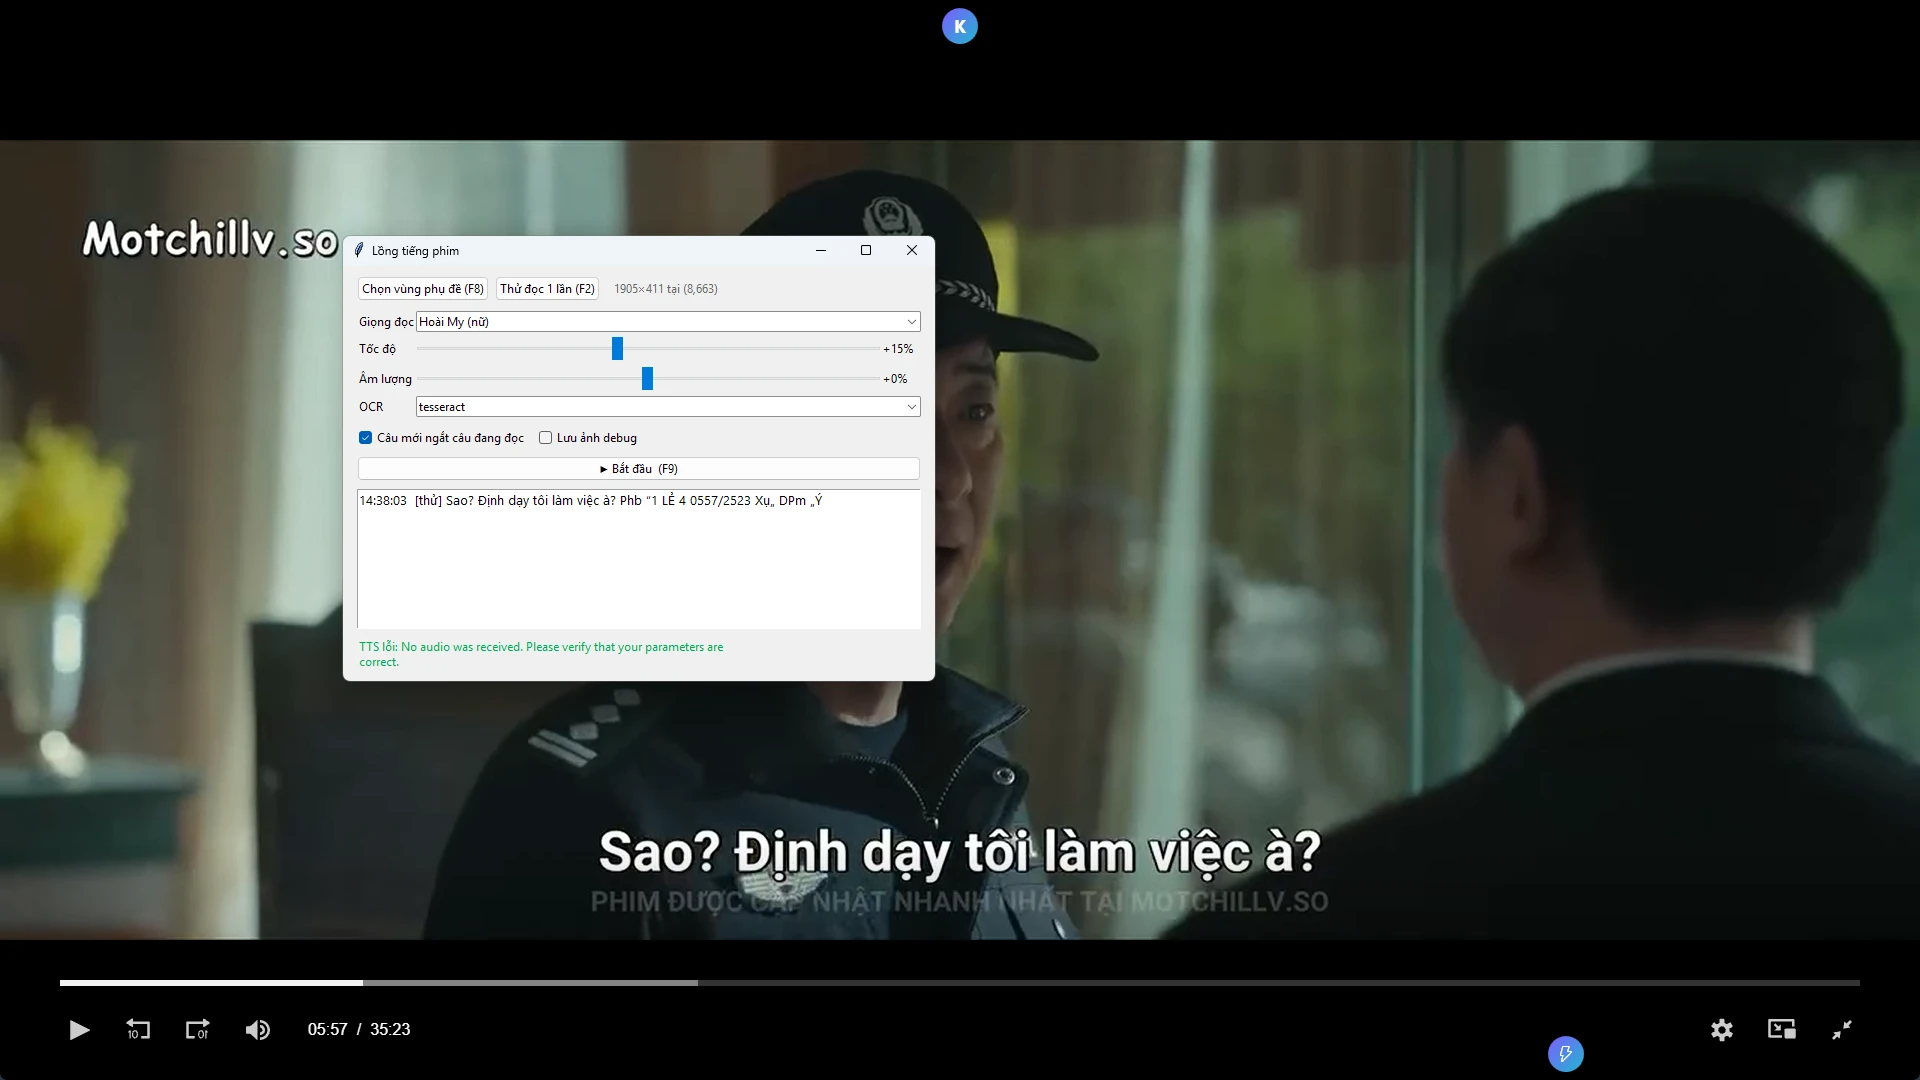 K
Motchillv.so
Lồng tiếng phim
Chọn vùng phụ đề (F8) Thử đọc 1 lần (F2) 1905×411 tại (8,663)
Giọng đọc Hoài My (nữ)
Tốc độ +15%
Âm lượng +0%
OCR tesseract
Câu mới ngắt câu đang đọc Lưu ảnh debug
► Bắt đầu (F9)
14:38:03 [thử] Sao? Định dạy tôi làm việc à? Phb “1 LẺ 4 0557/2523 Xụ„ DPm „Ý
TTS lỗi: No audio was received. Please verify that your parameters are
correct.
Sao? Định dạy tôi làm việc à?
PHIM ĐƯỢC CẬP NHẬT NHANH NHẤT TẠI MOTCHILLV.SO
10 10 05:57 / 35:23